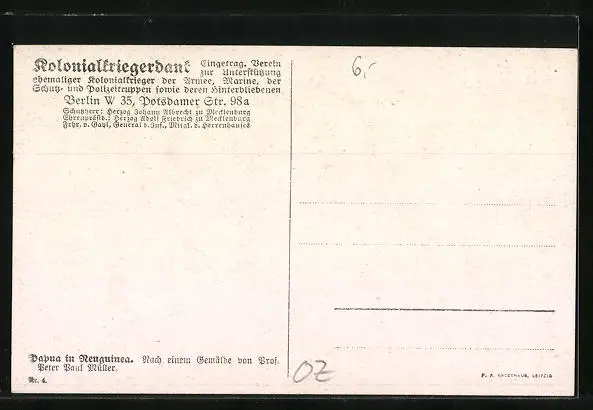 Kolonialkriegerdank Eingetrag. Verein
zur Unterstützung
ehemaliger Kolonialkrieger der Armee, Marine, der
Schutz- und Polizeitruppen sowie deren Hinterbliebenen
Berlin W 35, Potsdamer Str. 98a
Schutzherr: Herzog Johann Albrecht zu Mecklenburg
Ehrenpräsid.: Herzog Adolf Friedrich zu Mecklenburg
Frhr. v. Gayl, General d. Inf., Mitgl. d. Herrenhauses
6,-
Papua in Neuguinea. Nach einem Gemälde von Prof.
Peter Paul Müller.
Nr. 4.
OZ
LEIPZIG